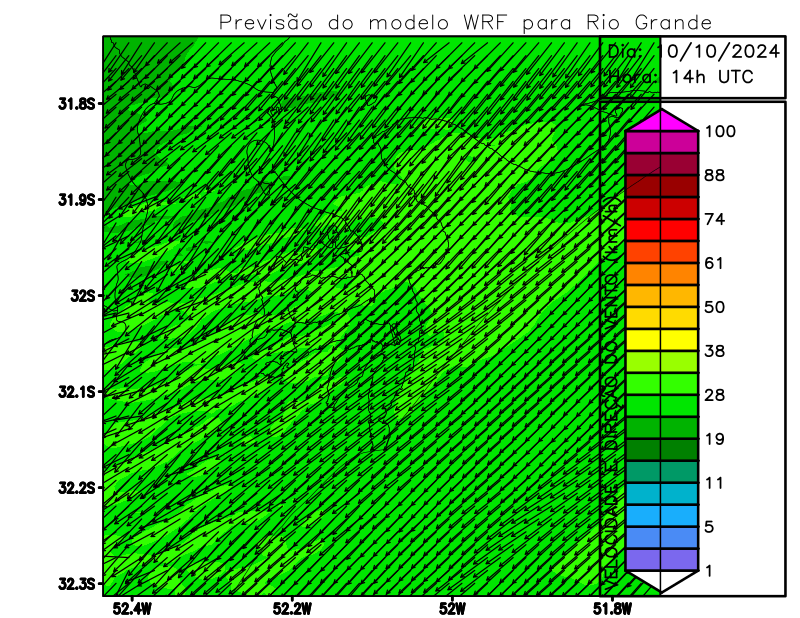 Previsão do modelo WRF para Rio Grande
Dia: 10/10/2024
Hora: 14h UTC
31.8S
31.9S
32S
32.1S
32.2S
32.3S
52.4W
52.2W
52W
51.8W
VELOCIDADE E DIREÇÃO DO VENTO (km/h)
100
88
74
61
50
38
28
19
11
5
1